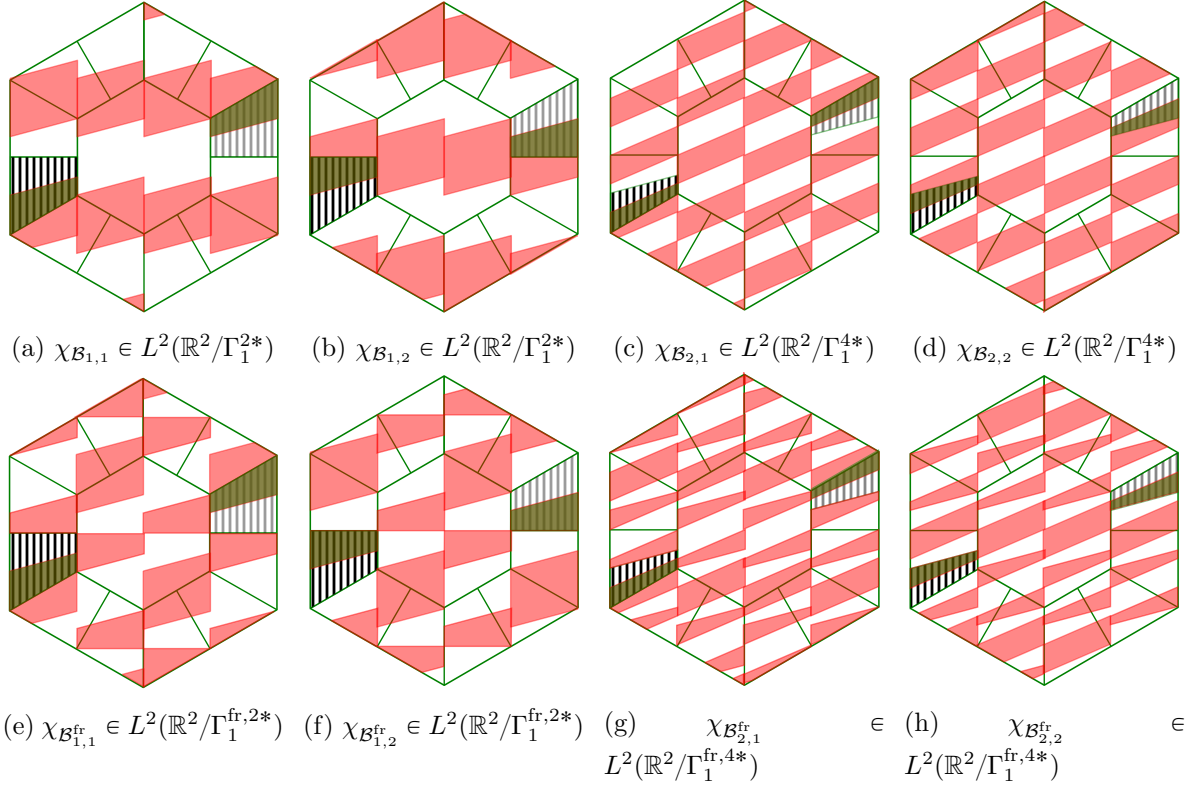 (a) $\chi_{\mathcal{B}_{1,1}} \in L^2(\mathbb{R}^2/\Gamma_1^{2*})$ (b) $\chi_{\mathcal{B}_{1,2}} \in L^2(\mathbb{R}^2/\Gamma_1^{2*})$ (c) $\chi_{\mathcal{B}_{2,1}} \in L^2(\mathbb{R}^2/\Gamma_1^{4*})$ (d) $\chi_{\mathcal{B}_{2,2}} \in L^2(\mathbb{R}^2/\Gamma_1^{4*})$
(e) $\chi_{\mathcal{B}_{1,1}^{\mathrm{fr}}} \in L^2(\mathbb{R}^2/\Gamma_1^{\mathrm{fr},2*})$ (f) $\chi_{\mathcal{B}_{1,2}^{\mathrm{fr}}} \in L^2(\mathbb{R}^2/\Gamma_1^{\mathrm{fr},2*})$ (g) $\chi_{\mathcal{B}_{2,1}^{\mathrm{fr}}} \in$ (h) $\chi_{\mathcal{B}_{2,2}^{\mathrm{fr}}} \in$
$L^2(\mathbb{R}^2/\Gamma_1^{\mathrm{fr},4*})$ $L^2(\mathbb{R}^2/\Gamma_1^{\mathrm{fr},4*})$